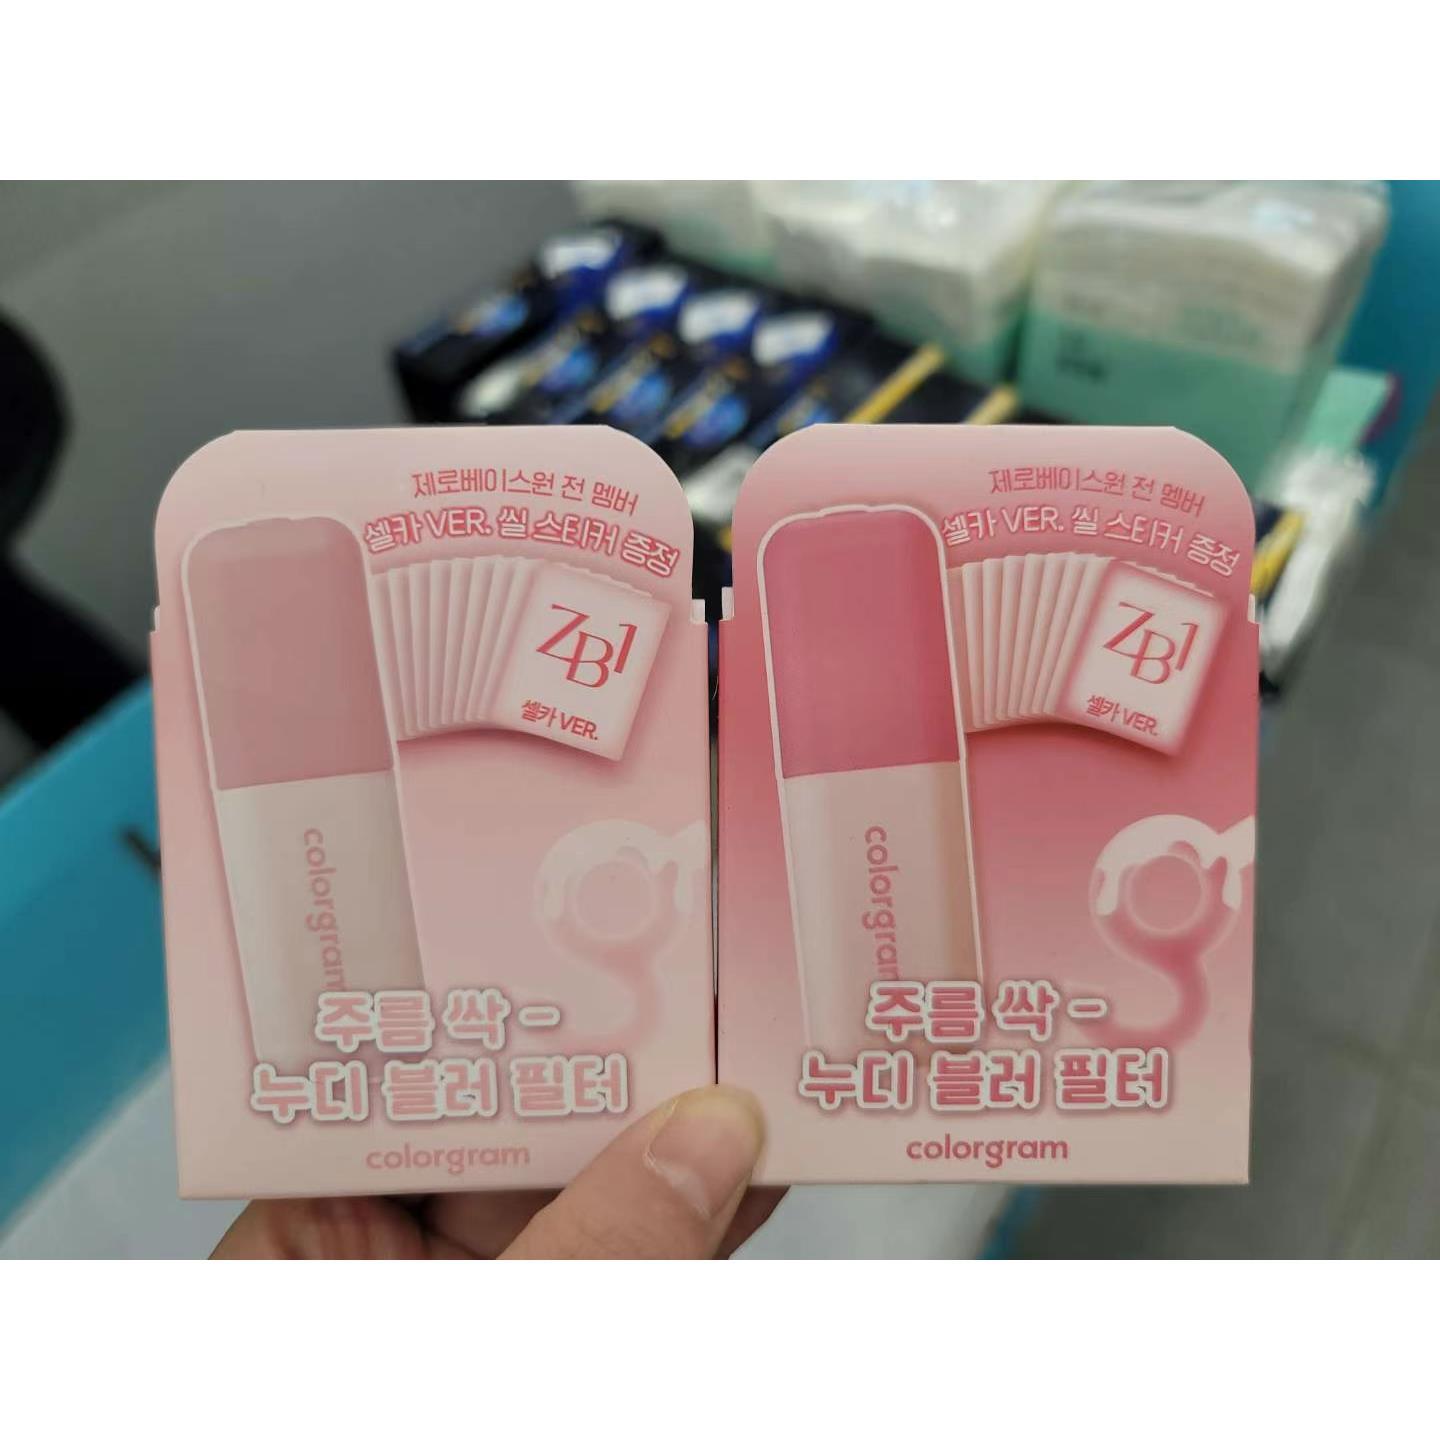 제로베이스원 전 멤버
셀카 VER. 씰 스티커 증정
ZB1
셀카 VER.
colorgram
주름 싹 -
누디 블러 필터
colorgram
제로베이스원 전 멤버
셀카 VER. 씰 스티커 증정
ZB1
셀카 VER.
colorgram
주름 싹 -
누디 블러 필터
colorgram